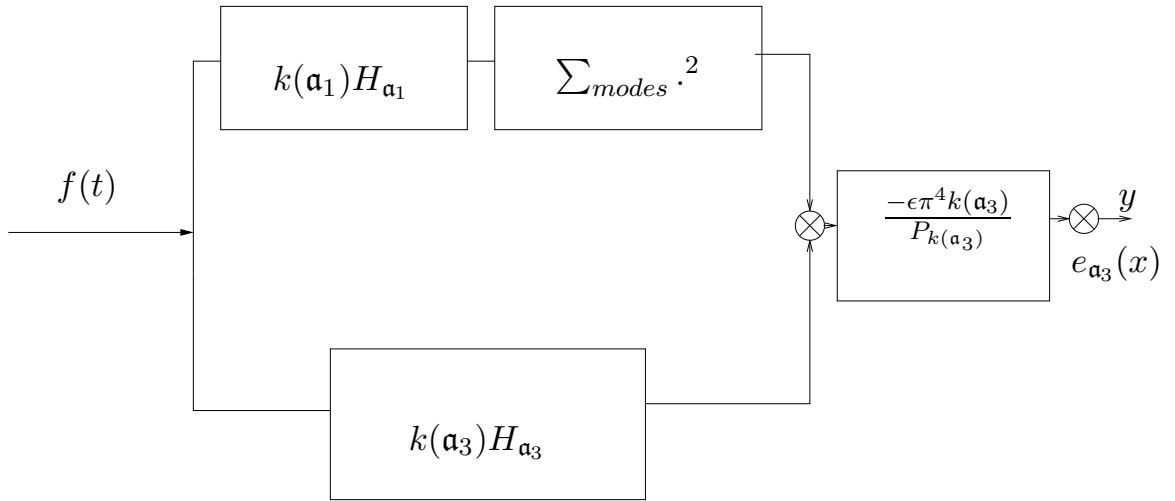 k(𝔞₁)H_𝔞₁
∑_modes .²
f(t)
−επ⁴k(𝔞₃)
P_k(𝔞₃)
y
e_𝔞₃(x)
k(𝔞₃)H_𝔞₃